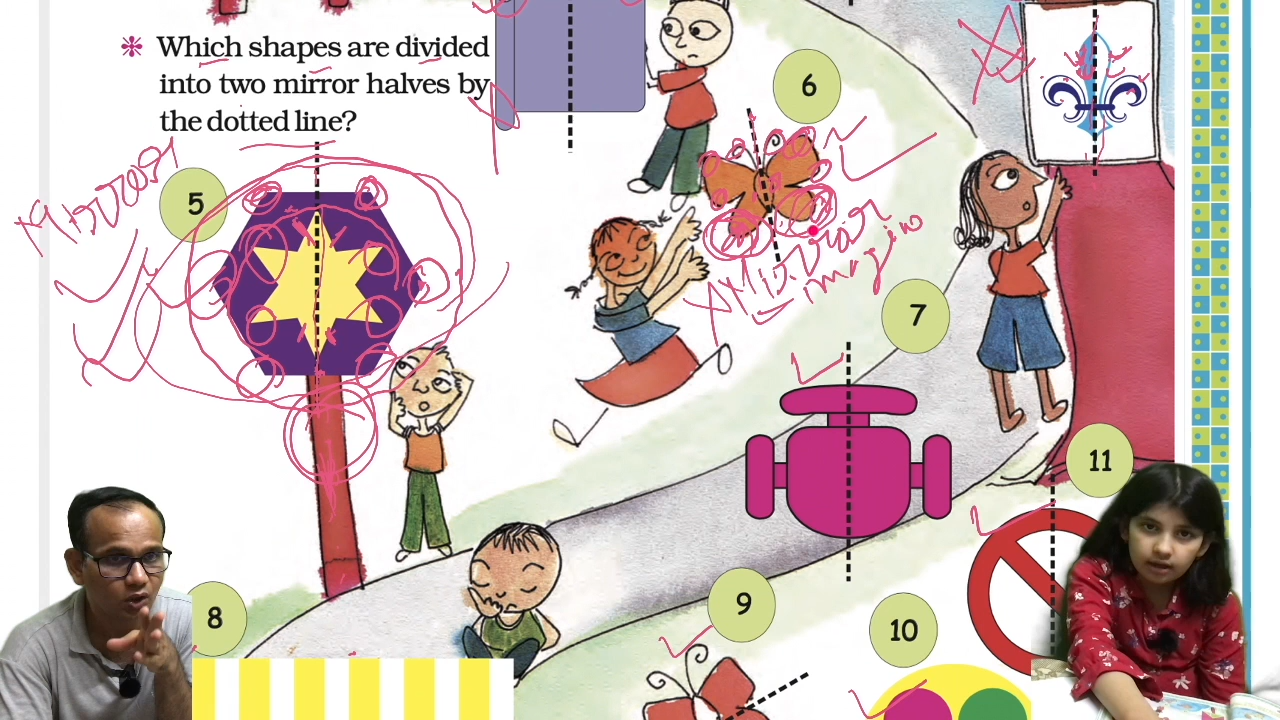 ❉ Which shapes are divided
into two mirror halves by
the dotted line?
5
6
7
8
9
10
11